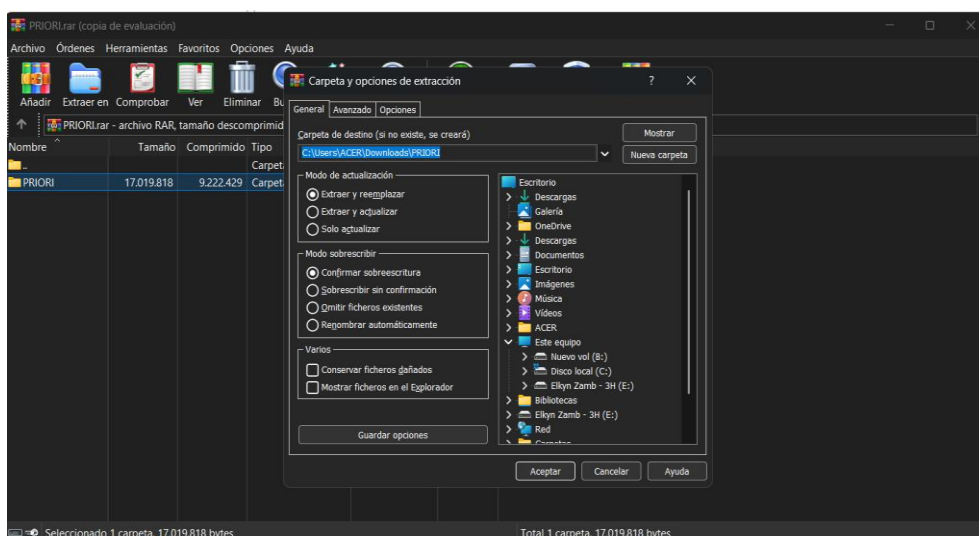 PRIORI.rar (copia de evaluación)
Archivo Órdenes Herramientas Favoritos Opciones Ayuda
Añadir Extraer en Comprobar Ver Eliminar
PRIORI.rar - archivo RAR, tamaño descomprimid
Nombre Tamaño Comprimido Tipo
.. Carpet
PRIORI 17.019.818 9.222.429 Carpet
Carpeta y opciones de extracción ?
General Avanzado Opciones
Carpeta de destino (si no existe, se creará)
Mostrar
C:\Users\ACER\Downloads\PRIORI
Nueva carpeta
Modo de actualización
Extraer y reemplazar
Extraer y actualizar
Solo actualizar
Modo sobrescribir
Confirmar sobreescritura
Sobrescribir sin confirmación
Omitir ficheros existentes
Renombrar automáticamente
Varios
Conservar ficheros dañados
Mostrar ficheros en el Explorador
Guardar opciones
Escritorio
Descargas
Galería
OneDrive
Descargas
Documentos
Escritorio
Imágenes
Música
Vídeos
ACER
Este equipo
Nuevo vol (B:)
Disco local (C:)
Elkyn Zamb - 3H (E:)
Bibliotecas
Elkyn Zamb - 3H (E:)
Red
Aceptar Cancelar Ayuda
Seleccionado 1 carpeta, 17.019.818 bytes
Total 1 carpeta, 17.019.818 bytes